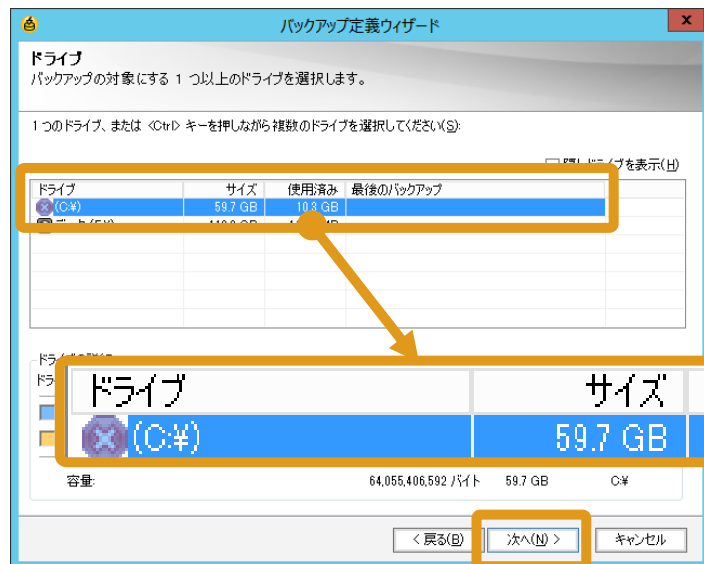 バックアップ定義ウィザード
x
ドライブ
バックアップの対象にする 1 つ以上のドライブを選択します。
1 つのドライブ、または <Ctrl> キーを押しながら複数のドライブを選択してください(S):
ドライブを表示(H)
ドライブ サイズ 使用済み 最後のバックアップ
(C:¥) 59.7 GB 10.3 GB
ドライブ サイズ
(C:¥) 59.7 GB
容量: 64,055,406,592 バイト 59.7 GB C:¥
< 戻る(B) 次へ(N) > キャンセル